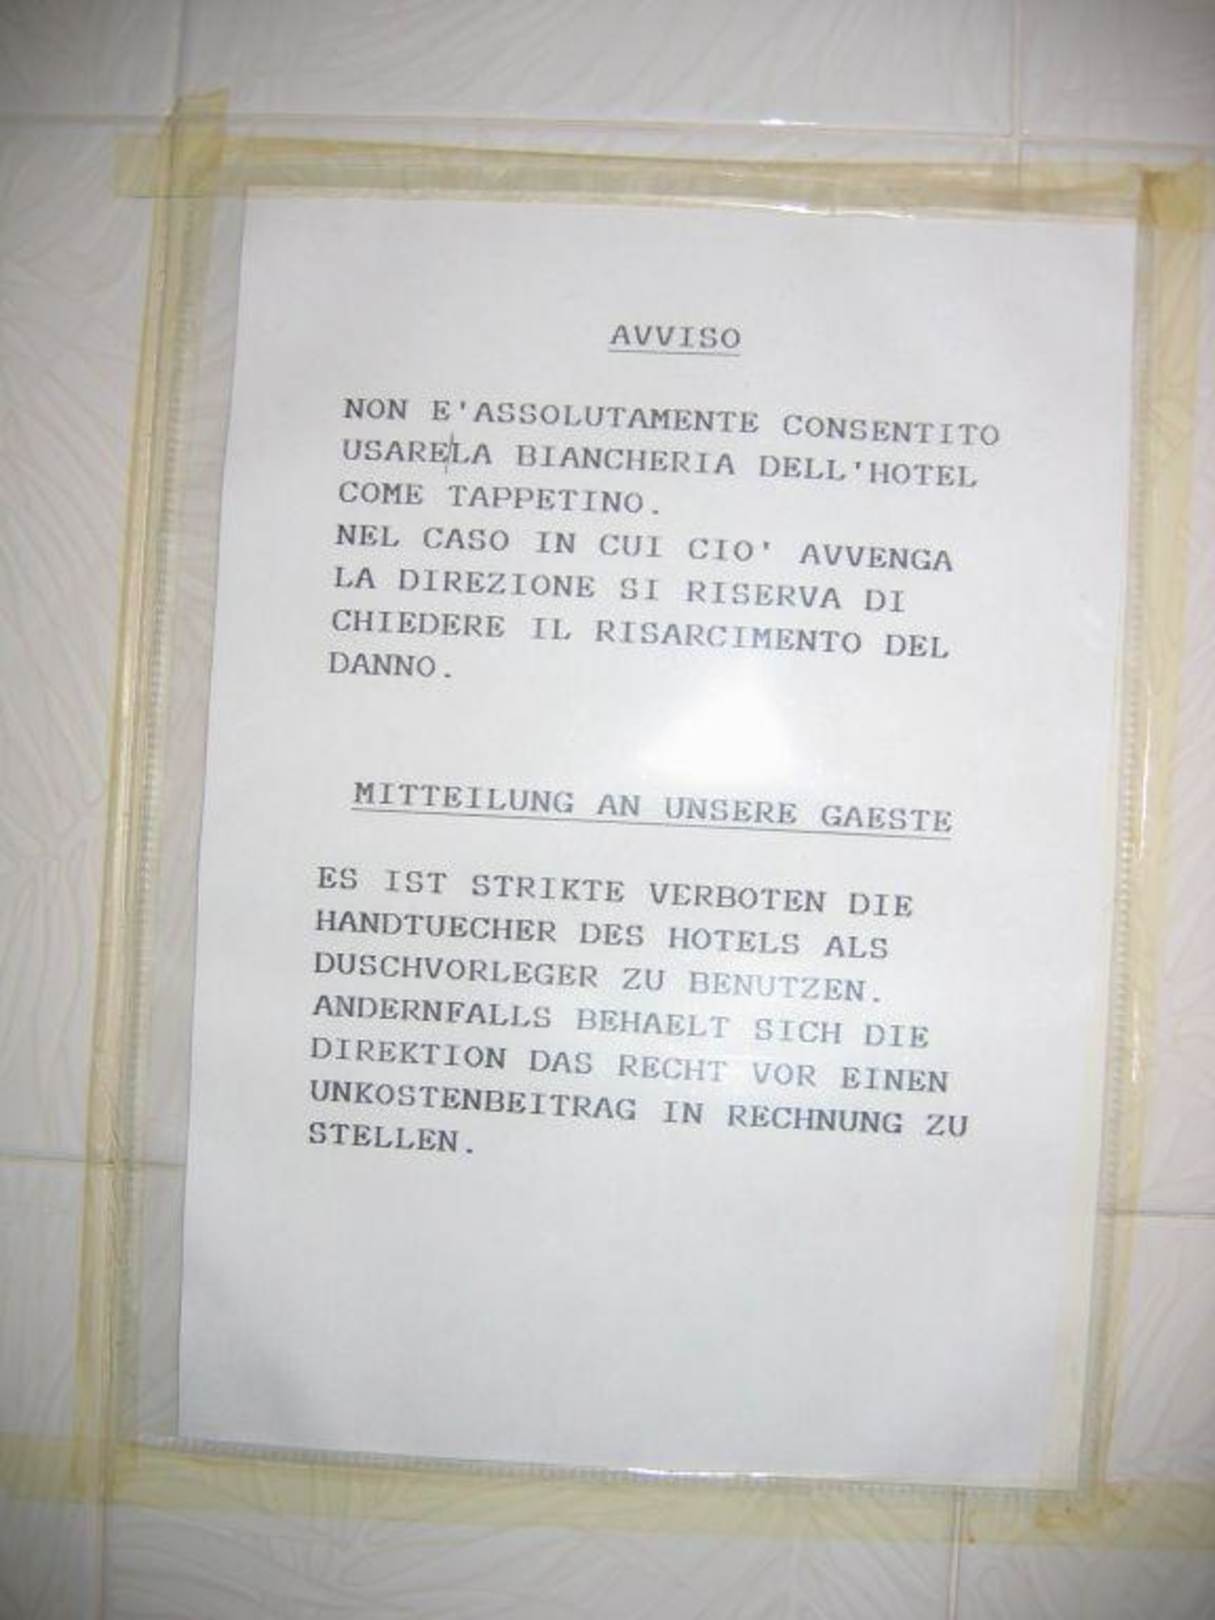 AVVISO
NON E'ASSOLUTAMENTE CONSENTITO
USARE|LA BIANCHERIA DELL'HOTEL
COME TAPPETINO.
NEL CASO IN CUI CIO' AVVENGA
LA DIREZIONE SI RISERVA DI
CHIEDERE IL RISARCIMENTO DEL
DANNO.
MITTEILUNG AN UNSERE GAESTE
ES IST STRIKTE VERBOTEN DIE
HANDTUECHER DES HOTELS ALS
DUSCHVORLEGER ZU BENUTZEN.
ANDERNFALLS BEHAELT SICH DIE
DIREKTION DAS RECHT VOR EINEN
UNKOSTENBEITRAG IN RECHNUNG ZU
STELLEN.